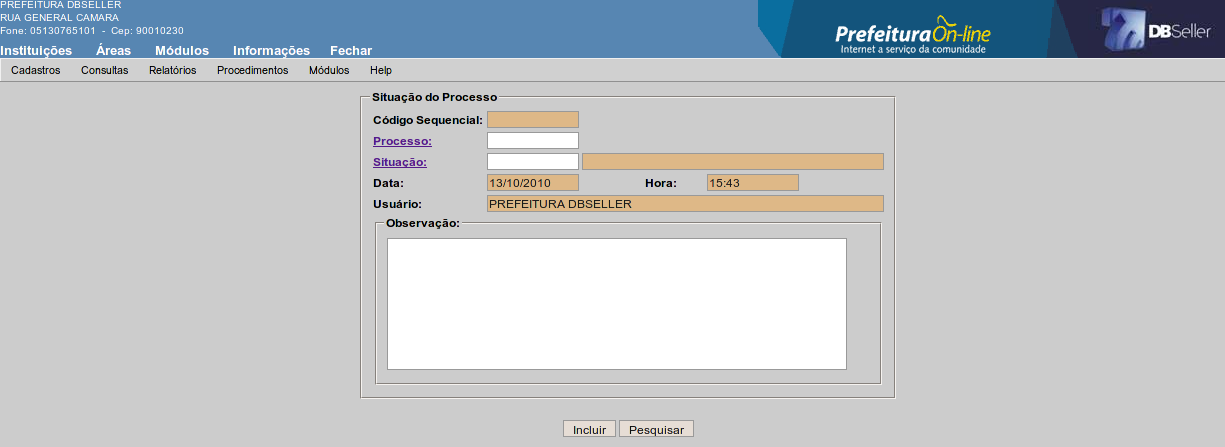 PREFEITURA DBSELLER
RUA GENERAL CAMARA
Fone: 05130765101 - Cep: 90010230
PrefeituraOn-line
Internet a serviço da comunidade
DBSeller
Instituições Áreas Módulos Informações Fechar
Cadastros Consultas Relatórios Procedimentos Módulos Help
Situação do Processo
Código Sequencial:
Processo:
Situação:
Data: 13/10/2010 Hora: 15:43
Usuário: PREFEITURA DBSELLER
Observação:
Incluir Pesquisar